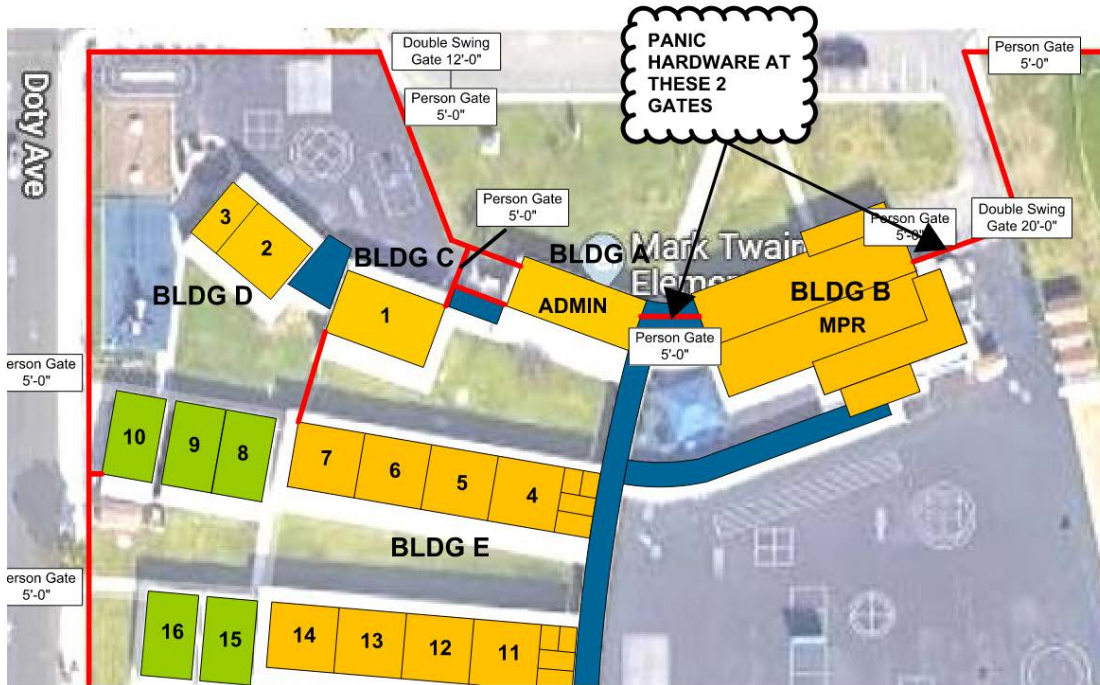 PANIC
HARDWARE AT
THESE 2
GATES
Double Swing
Gate 12'-0"
Person Gate
5'-0"
Person Gate
5'-0"
Doty Ave
Person Gate
5'-0"
Person Gate
5'-0"
Double Swing
Gate 20'-0"
3
2
BLDG C
BLDG A
Mark Twain
Elemen
BLDG D
1
ADMIN
BLDG B
MPR
Person Gate
5'-0"
erson Gate
5'-0"
10
9
8
7
6
5
4
BLDG E
erson Gate
5'-0"
16
15
14
13
12
11